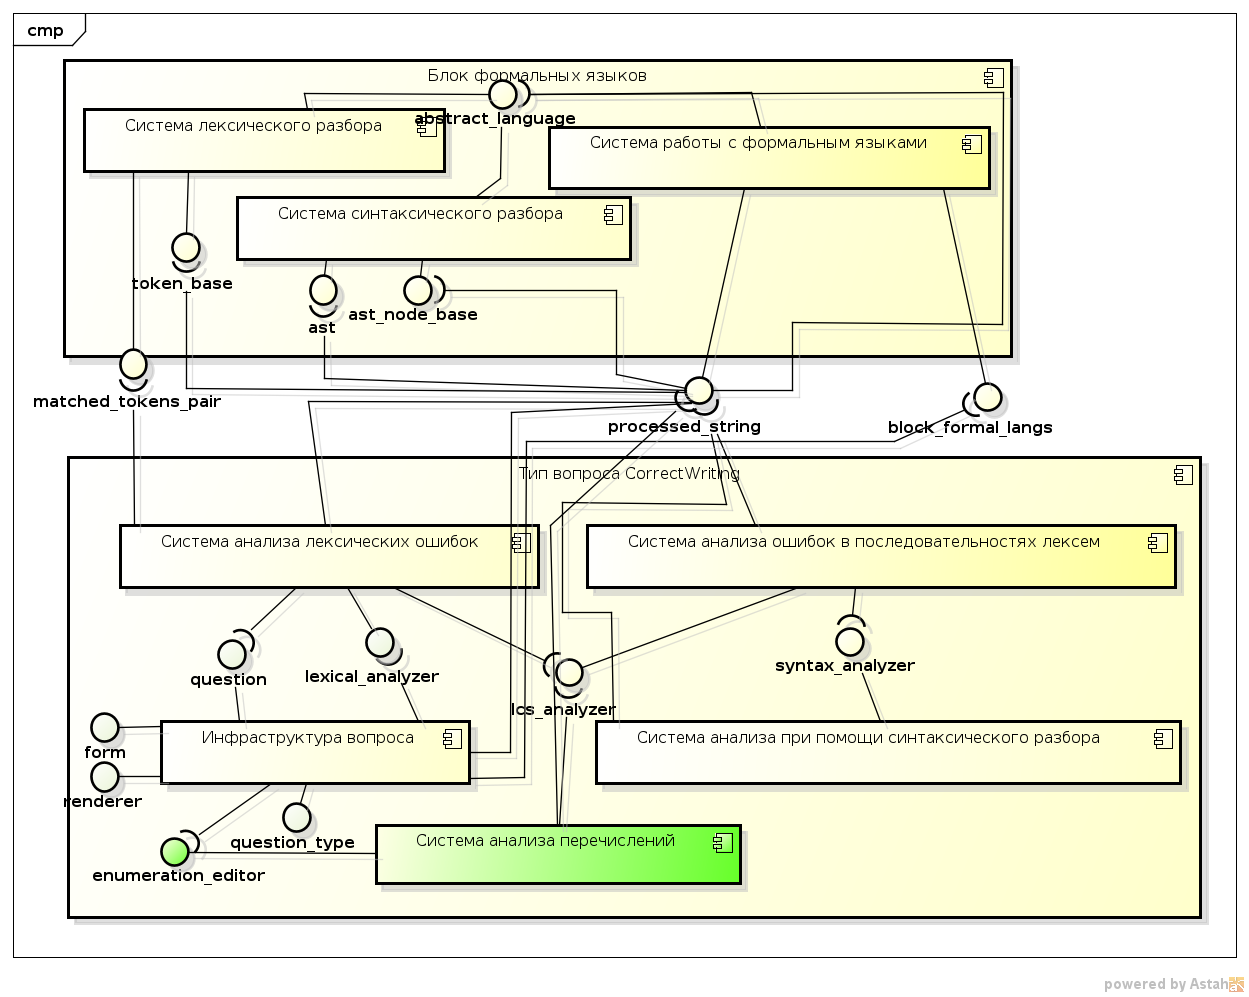 cmp
Блок формальных языков
abstract_language
Система лексического разбора
Система работы с формальным языками
Система синтаксического разбора
token_base
ast_node_base
ast
matched_tokens_pair
processed_string
block_formal_langs
Тип вопроса CorrectWriting
Система анализа лексических ошибок
Система анализа ошибок в последовательностях лексем
question
lexical_analyzer
syntax_analyzer
lcs_analyzer
Инфраструктура вопроса
Система анализа при помощи синтаксического разбора
form
renderer
question_type
Система анализа перечислений
enumeration_editor
powered by Astah